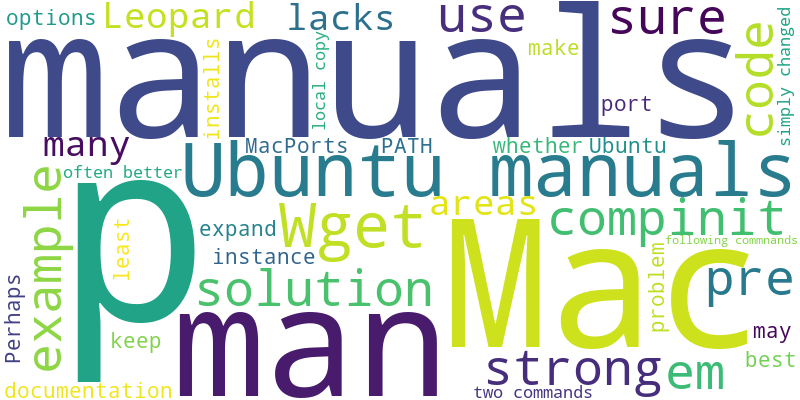 options
Leopard
lacks
use
sure
manuals
installs
local copy
make
port
code
simply changed
many
MacPorts
PATH
whether
Ubuntu
often better
Ubuntu manuals
example
p
least
expand
Wget
areas
compinit
instance
following commnands
solution
man
Mac
problem
pre
Perhaps
keep
may
strong
em
best
documentation
two commands